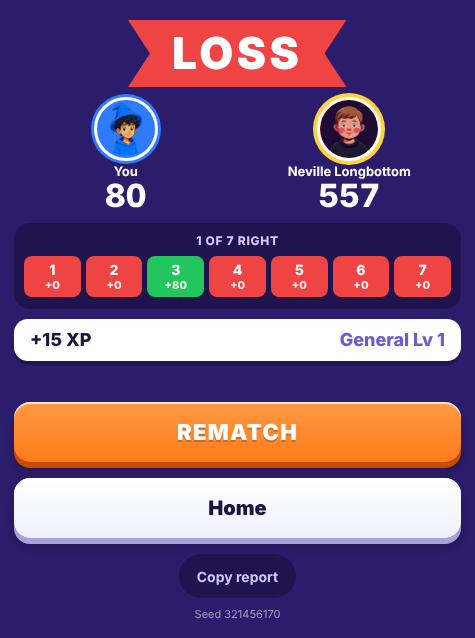 LOSS
You
Neville Longbottom
80
557
1 OF 7 RIGHT
1 2 3 4 5 6 7
+0 +0 +80 +0 +0 +0 +0
+15 XP General Lv 1
REMATCH
Home
Copy report
Seed 321456170